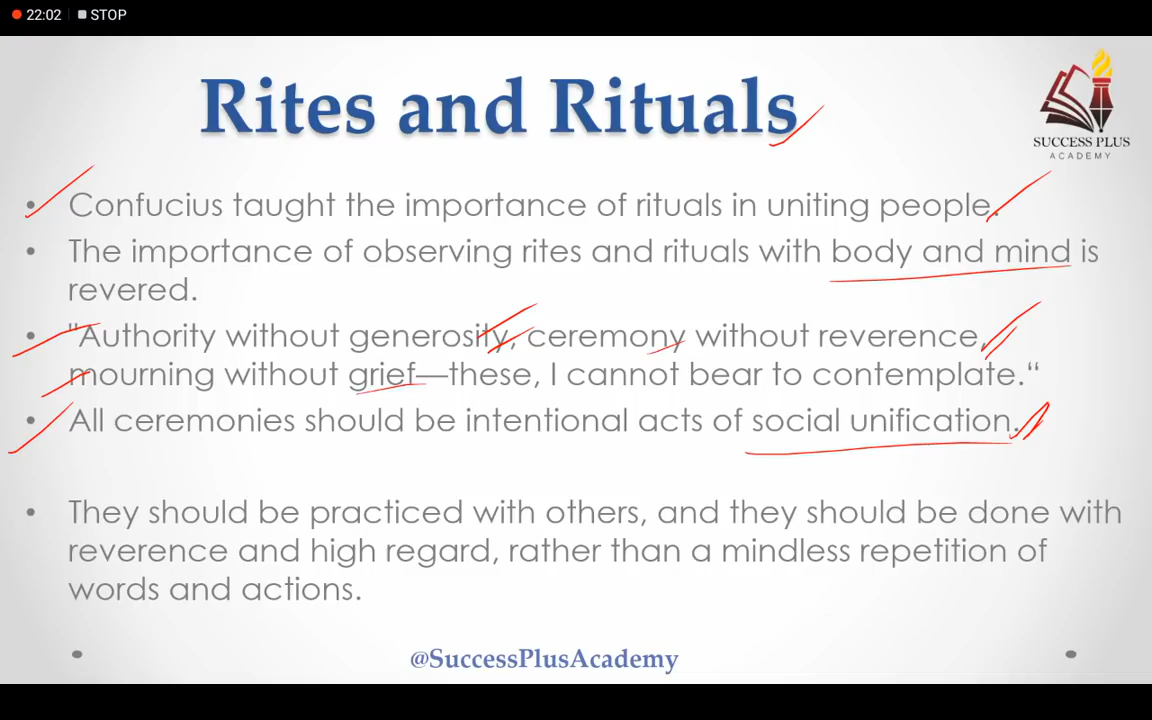 22:02 STOP
Rites and Rituals
SUCCESS PLUS
ACADEMY
• Confucius taught the importance of rituals in uniting people.
• The importance of observing rites and rituals with body and mind is
revered.
• "Authority without generosity, ceremony without reverence,
mourning without grief—these, I cannot bear to contemplate.“
• All ceremonies should be intentional acts of social unification.
• They should be practiced with others, and they should be done with
reverence and high regard, rather than a mindless repetition of
words and actions.
@SuccessPlusAcademy